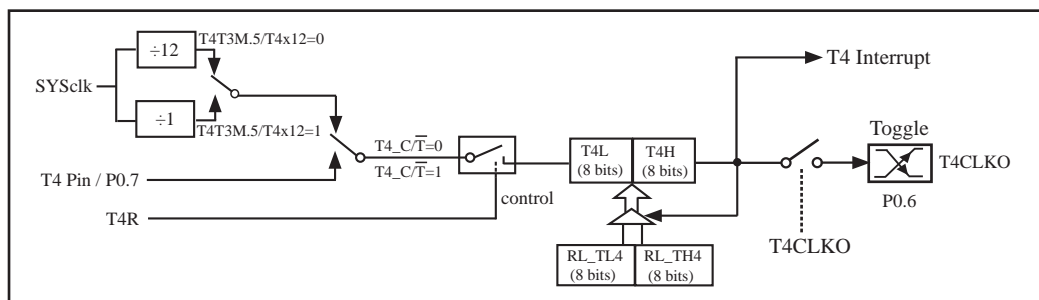 T4T3M.5/T4x12=0
÷12
SYSclk
÷1
T4T3M.5/T4x12=1
T4 Pin / P0.7
T4R
T4_C/T̅=0
T4_C/T̅=1
control
T4L
(8 bits)
T4H
(8 bits)
RL_TL4
(8 bits)
RL_TH4
(8 bits)
T4 Interrupt
Toggle
T4CLKO
P0.6
T4CLKO